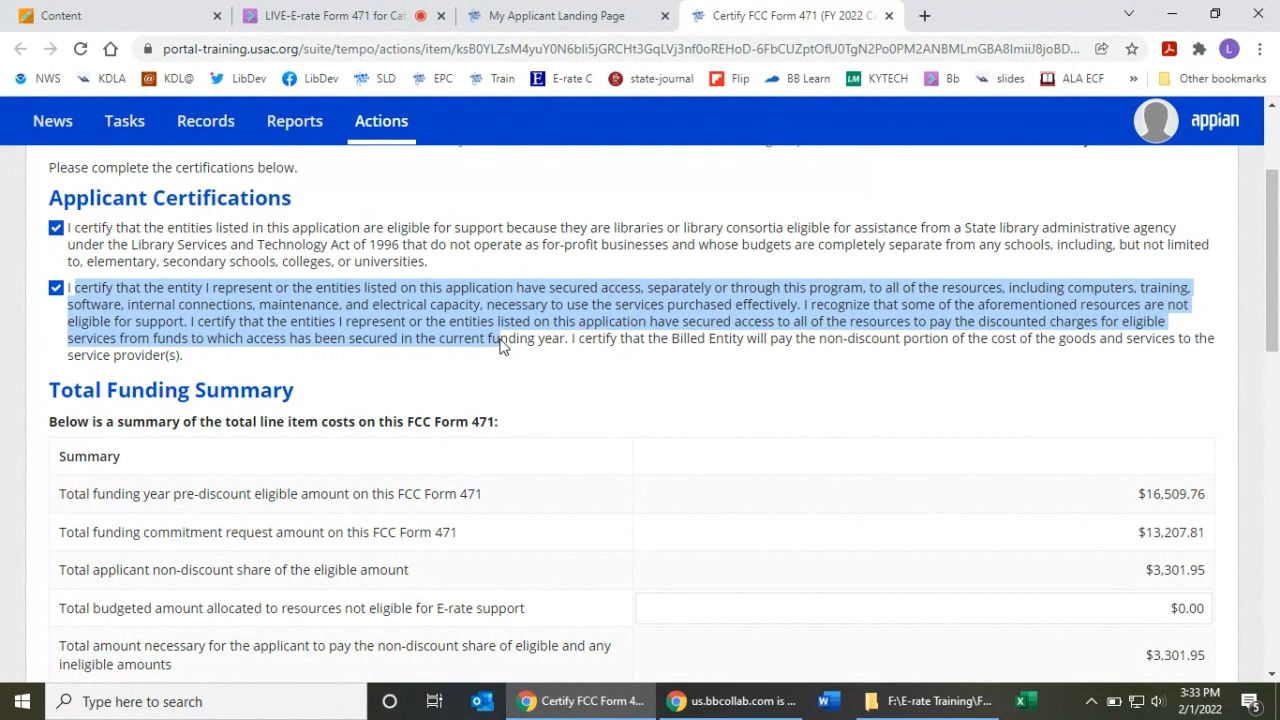 Content
LIVE-E-rate Form 471 for Cat
My Applicant Landing Page
Certify FCC Form 471 (FY 2022 Ca
portal-training.usac.org/suite/tempo/actions/item/
NWS
KDLA
KDL@
LibDev
LibDev
SLD
EPC
Train
E-rate C
state-journal
Flip
BB Learn
LM
KYTECH
Bb
slides
ALA ECF
»
Other bookmarks
News
Tasks
Records
Reports
Actions
appian
Please complete the certifications below.
Applicant Certifications
I certify that the entities listed in this application are eligible for support because they are libraries or library consortia eligible for assistance from a State library administrative agency
under the Library Services and Technology Act of 1996 that do not operate as for-profit businesses and whose budgets are completely separate from any schools, including, but not limited
to, elementary, secondary schools, colleges, or universities.
I certify that the entity I represent or the entities listed on this application have secured access, separately or through this program, to all of the resources, including computers, training,
software, internal connections, maintenance, and electrical capacity, necessary to use the services purchased effectively. I recognize that some of the aforementioned resources are not
eligible for support. I certify that the entities I represent or the entities listed on this application have secured access to all of the resources to pay the discounted charges for eligible
services from funds to which access has been secured in the current funding year. I certify that the Billed Entity will pay the non-discount portion of the cost of the goods and services to the
service provider(s).
Total Funding Summary
Below is a summary of the total line item costs on this FCC Form 471:
Summary
Total funding year pre-discount eligible amount on this FCC Form 471 $16,509.76
Total funding commitment request amount on this FCC Form 471 $13,207.81
Total applicant non-discount share of the eligible amount $3,301.95
Total budgeted amount allocated to resources not eligible for E-rate support $0.00
Total amount necessary for the applicant to pay the non-discount share of eligible and any
ineligible amounts $3,301.95
Type here to search
Certify FCC Form 4...
us.bbcollab.com is ...
F:\E-rate Training\F...
3:33 PM
2/1/2022
5